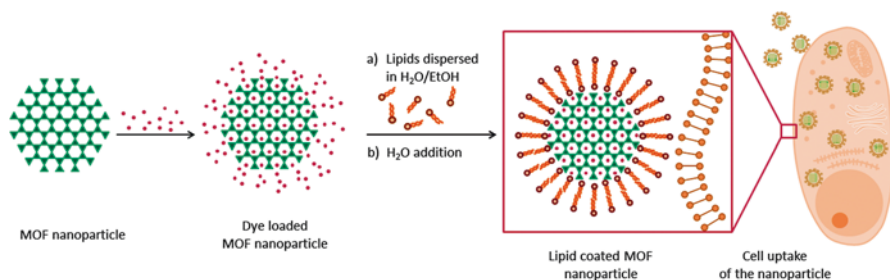 a) Lipids dispersed
in H₂O/EtOH
b) H₂O addition
MOF nanoparticle
Dye loaded
MOF nanoparticle
Lipid coated MOF
nanoparticle
Cell uptake
of the nanoparticle